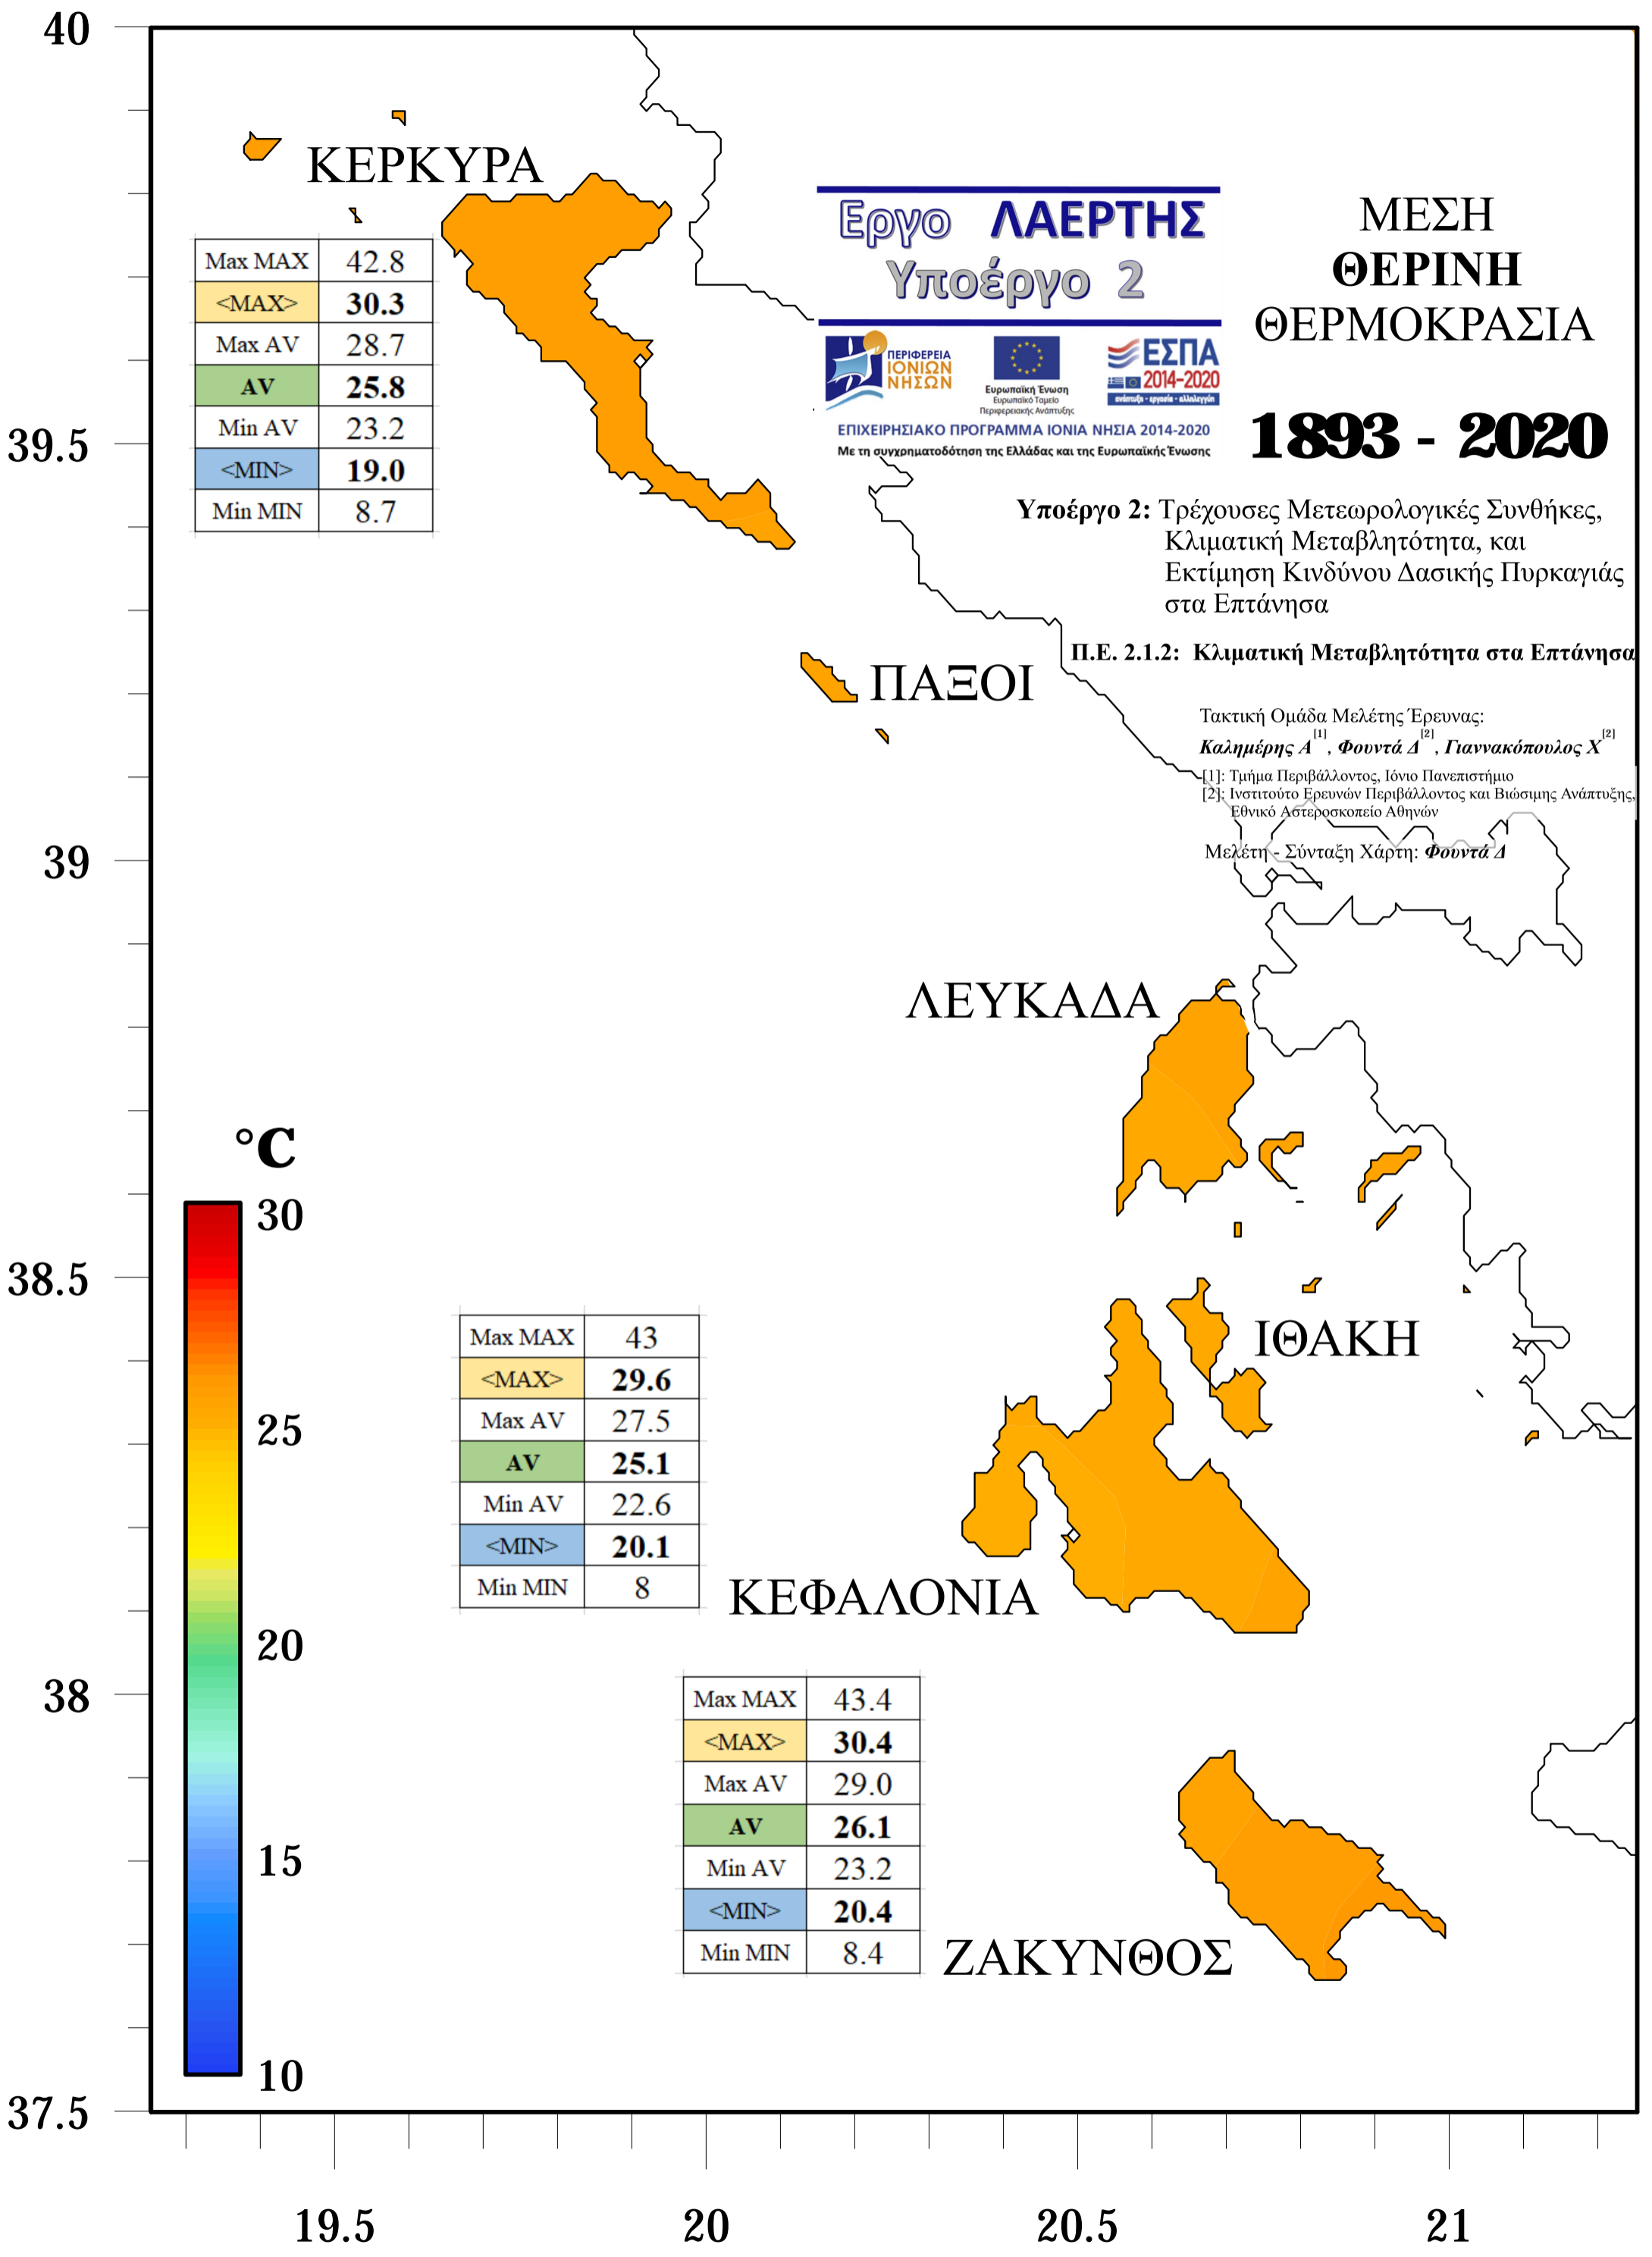 40
39.5
39
38.5
38
37.5
19.5
20
20.5
21
ΚΕΡΚΥΡΑ
Max MAX 42.8
<MAX> 30.3
Max AV 28.7
AV 25.8
Min AV 23.2
<MIN> 19.0
Min MIN 8.7
Εργο ΛΑΕΡΤΗΣ
Υποέργο 2
ΠΕΡΙΦΕΡΕΙΑ
ΙΟΝΙΩΝ
ΝΗΣΩΝ
Ευρωπαϊκή Ένωση
Ευρωπαϊκό Ταμείο
Περιφερειακής Ανάπτυξης
ΕΣΠΑ
2014-2020
ανάπτυξη - εργασία - αλληλεγγύη
ΕΠΙΧΕΙΡΗΣΙΑΚΟ ΠΡΟΓΡΑΜΜΑ ΙΟΝΙΑ ΝΗΣΙΑ 2014-2020
Με τη συγχρηματοδότηση της Ελλάδας και της Ευρωπαϊκής Ένωσης
ΜΕΣΗ
ΘΕΡΙΝΗ
ΘΕΡΜΟΚΡΑΣΙΑ
1893 - 2020
Υποέργο 2: Τρέχουσες Μετεωρολογικές Συνθήκες,
Κλιματική Μεταβλητότητα, και
Εκτίμηση Κινδύνου Δασικής Πυρκαγιάς
στα Επτάνησα
Π.Ε. 2.1.2: Κλιματική Μεταβλητότητα στα Επτάνησα
Τακτική Ομάδα Μελέτης Έρευνας:
Καλημέρης Α[1], Φουντά Δ[2], Γιαννακόπουλος Χ[2]
[1]: Τμήμα Περιβάλλοντος, Ιόνιο Πανεπιστήμιο
[2]: Ινστιτούτο Ερευνών Περιβάλλοντος και Βιώσιμης Ανάπτυξης,
Εθνικό Αστεροσκοπείο Αθηνών
Μελέτη - Σύνταξη Χάρτη: Φουντά Δ
ΠΑΞΟΙ
ΛΕΥΚΑΔΑ
°C
30
25
20
15
10
ΙΘΑΚΗ
Max MAX 43
<MAX> 29.6
Max AV 27.5
AV 25.1
Min AV 22.6
<MIN> 20.1
Min MIN 8
ΚΕΦΑΛΟΝΙΑ
Max MAX 43.4
<MAX> 30.4
Max AV 29.0
AV 26.1
Min AV 23.2
<MIN> 20.4
Min MIN 8.4
ΖΑΚΥΝΘΟΣ